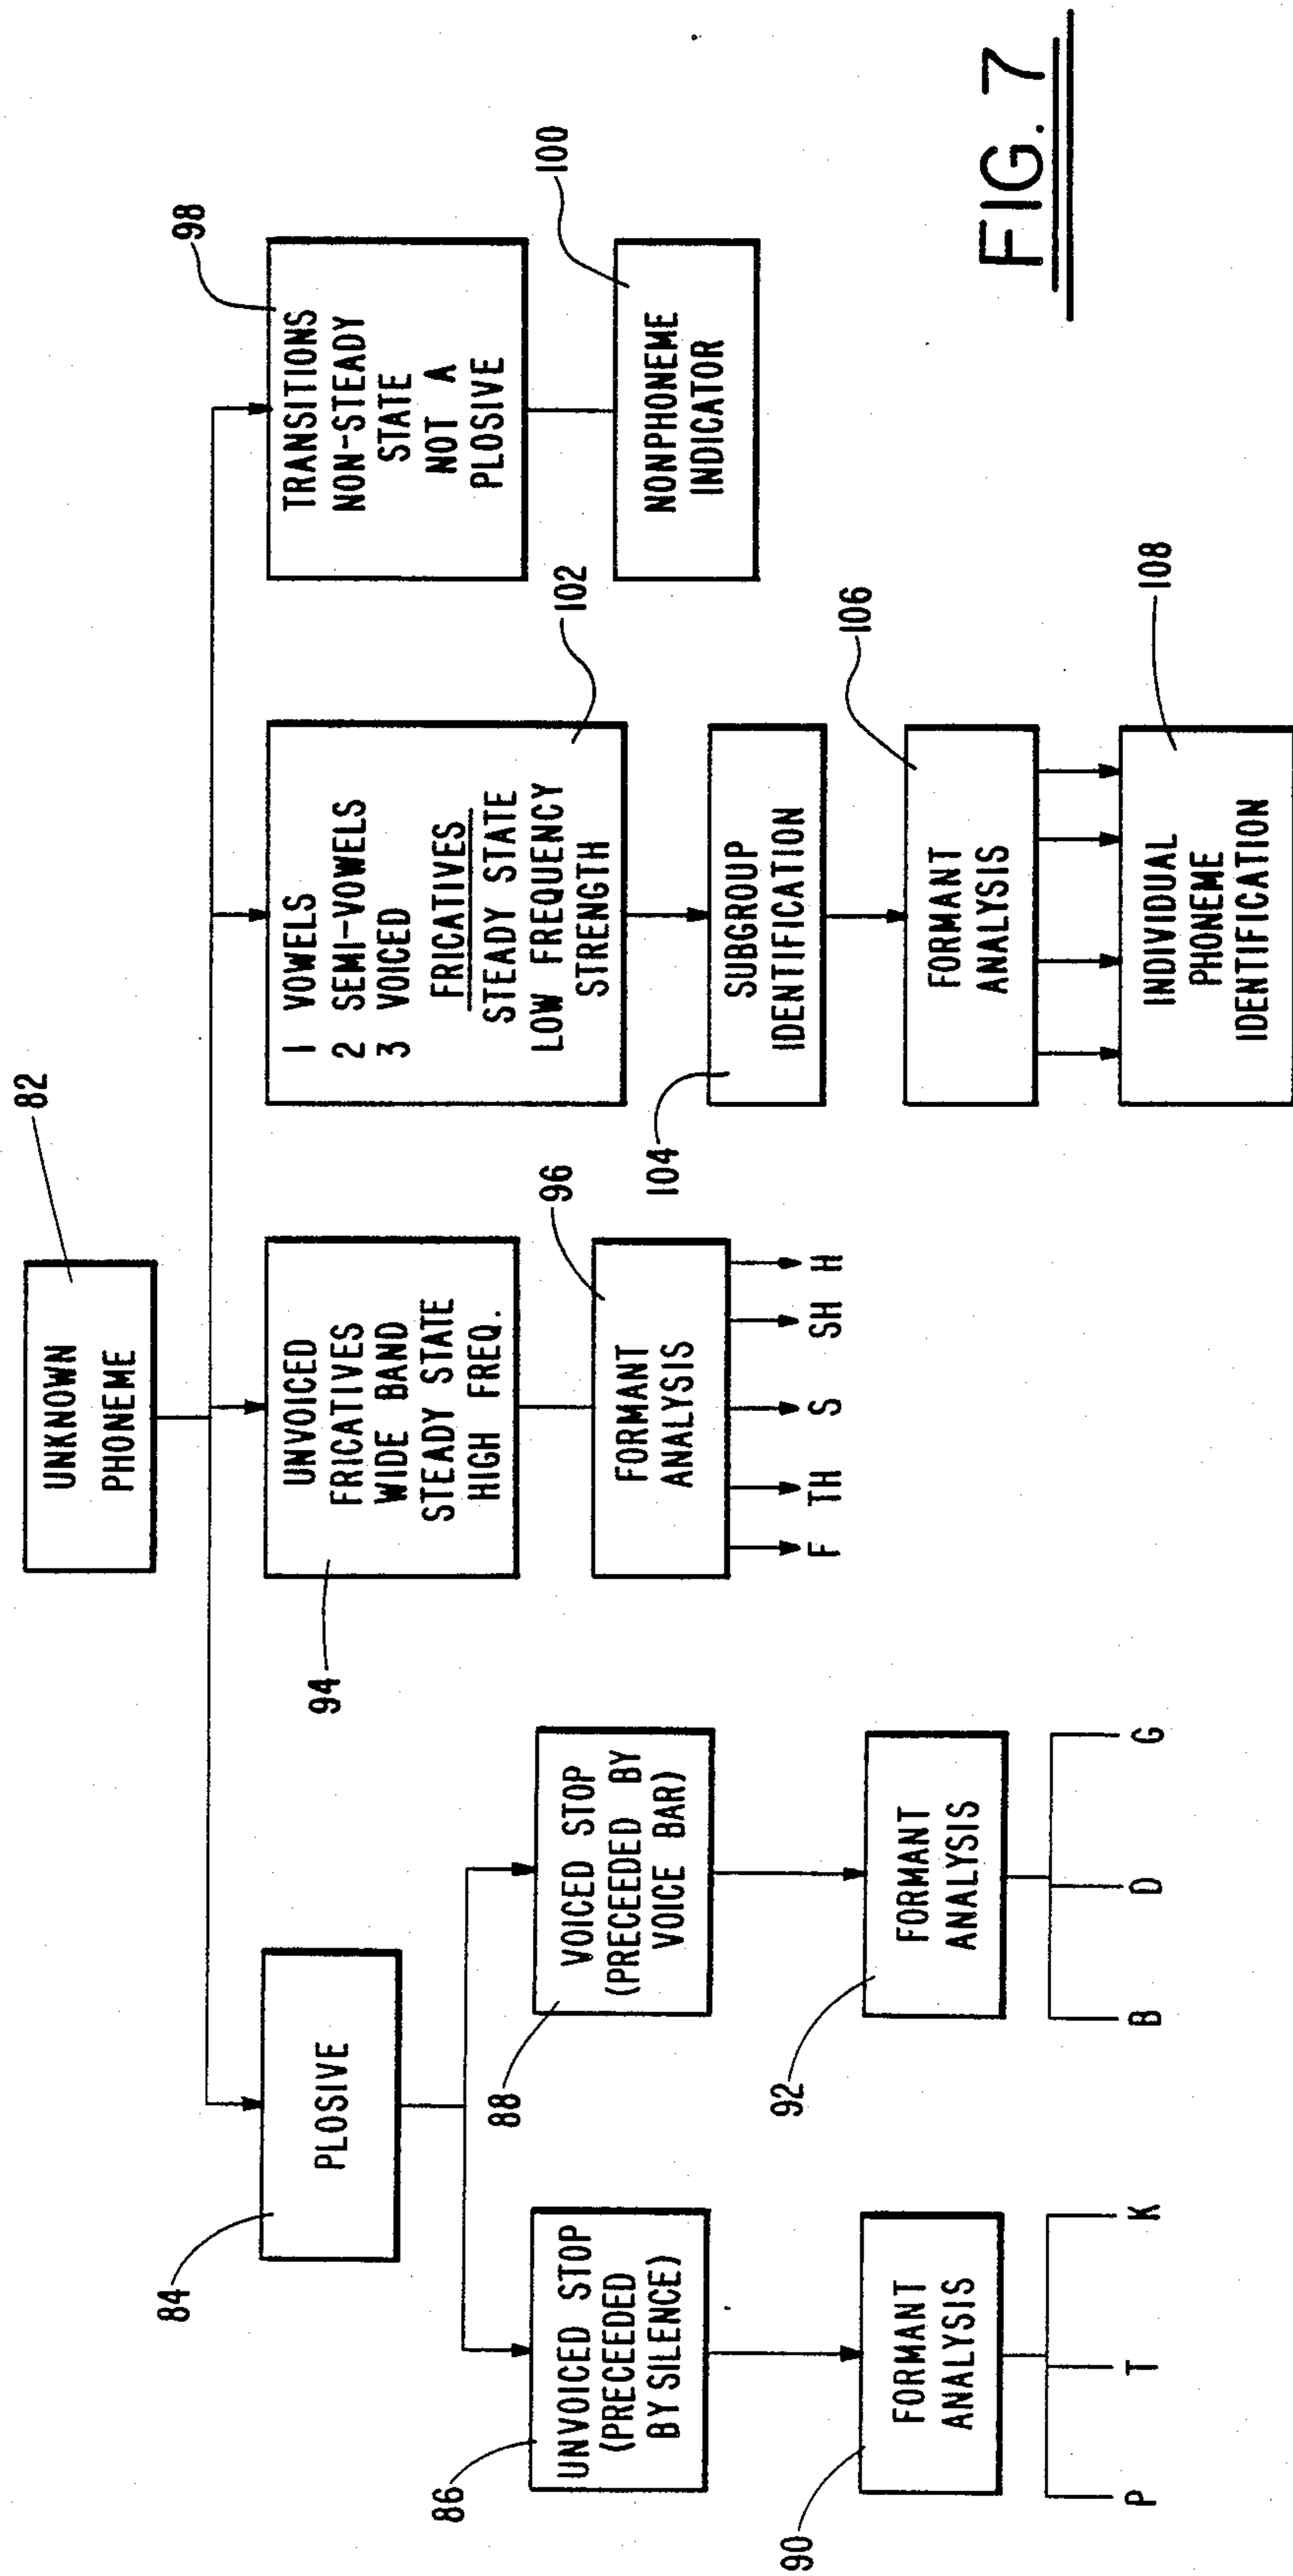 82
UNKNOWN
PHONEME
84
PLOSIVE
86
UNVOICED STOP
(PRECEEDED
BY SILENCE)
88
VOICED STOP
(PRECEEDED BY
VOICE BAR)
90
FORMANT
ANALYSIS
P T K
92
FORMANT
ANALYSIS
B D G
94
UNVOICED
FRICATIVES
WIDE BAND
STEADY STATE
HIGH FREQ.
96
FORMANT
ANALYSIS
F TH S SH H
102
1 VOWELS
2 SEMI-VOWELS
3 VOICED
FRICATIVES
STEADY STATE
LOW FREQUENCY
STRENGTH
104
SUBGROUP
IDENTIFICATION
106
FORMANT
ANALYSIS
108
INDIVIDUAL
PHONEME
IDENTIFICATION
98
TRANSITIONS
NON-STEADY
STATE
NOT A
PLOSIVE
100
NONPHONEME
INDICATOR
FIG. 7